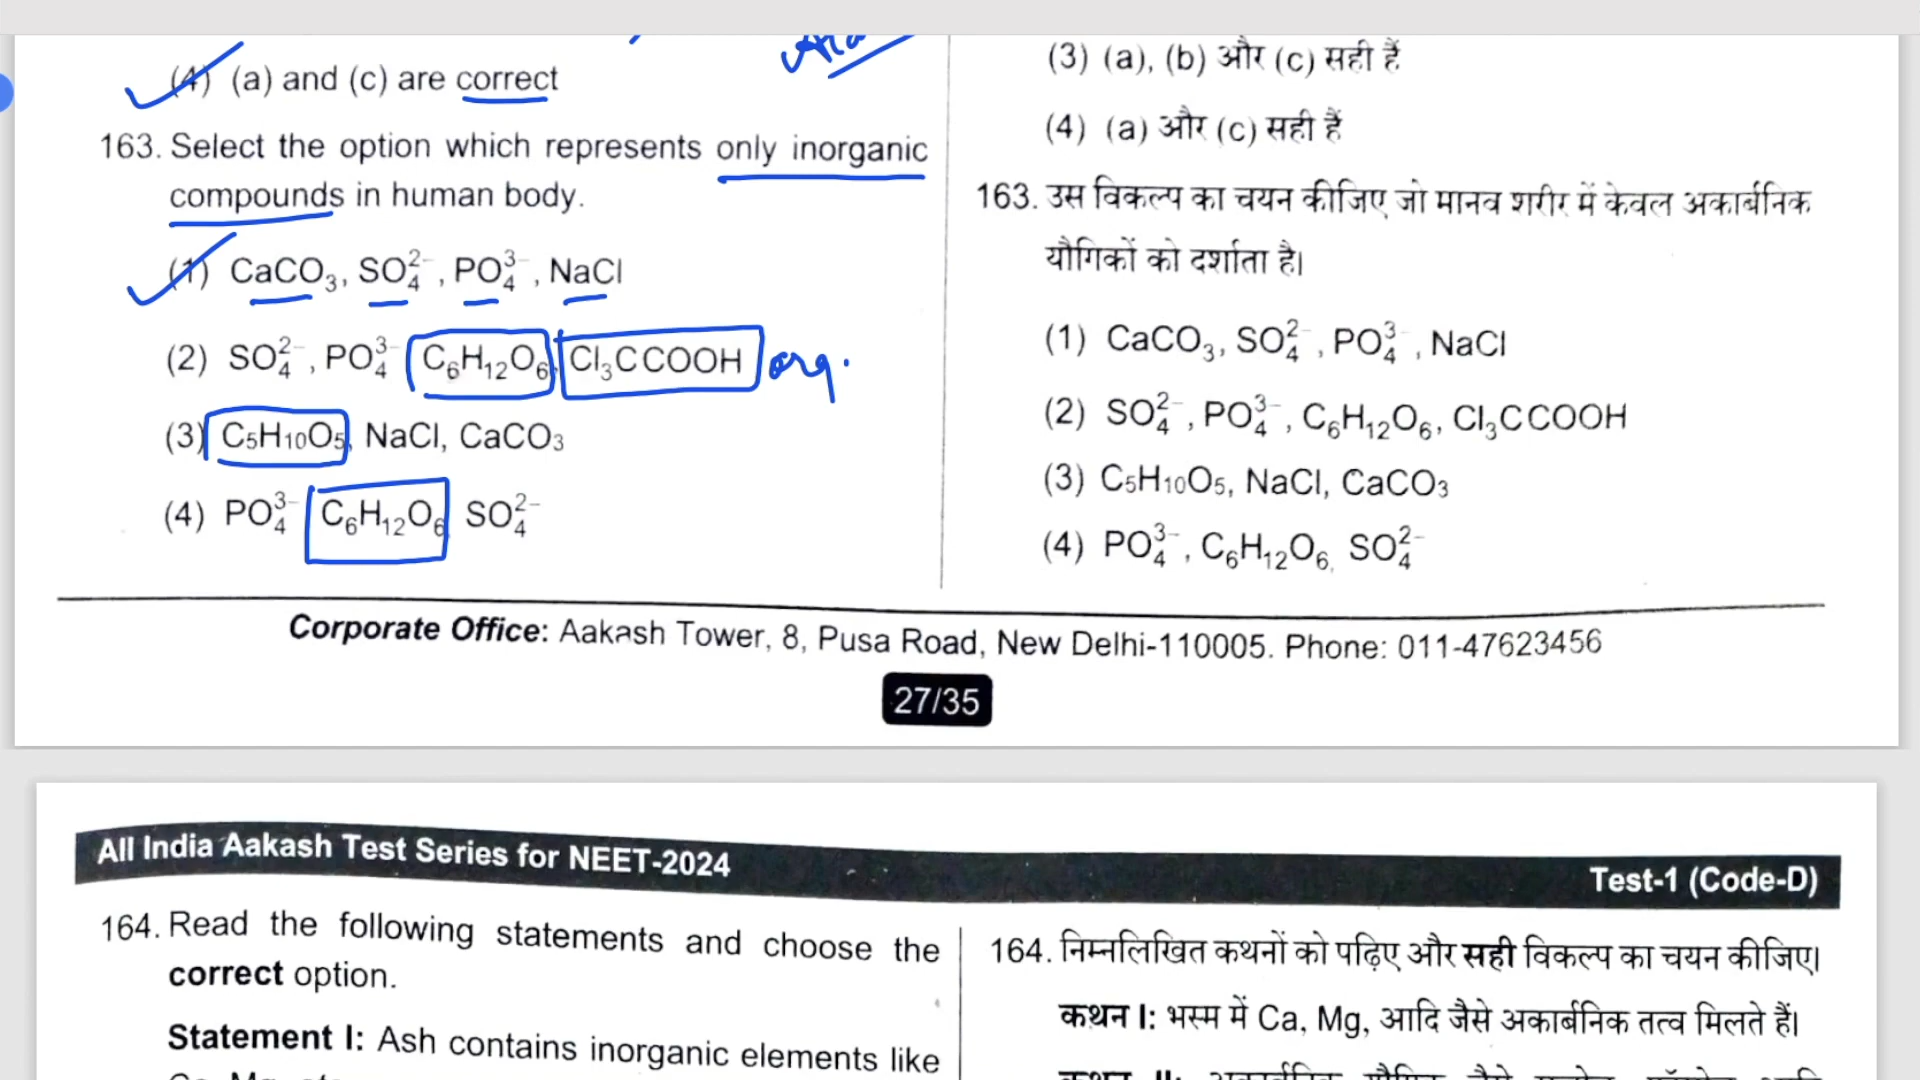 (4) (a) and (c) are correct
163. Select the option which represents only inorganic
compounds in human body.
(1) CaCO₃, SO₄²⁻, PO₄³⁻, NaCl
(2) SO₄²⁻, PO₄³⁻ C₆H₁₂O₆, Cl₃CCOOH org.
(3) C₅H₁₀O₅, NaCl, CaCO₃
(4) PO₄³⁻ C₆H₁₂O₆ SO₄²⁻
(3) (a), (b) और (c) सही हैं
(4) (a) और (c) सही हैं
163. उस विकल्प का चयन कीजिए जो मानव शरीर में केवल अकार्बनिक
यौगिकों को दर्शाता है।
(1) CaCO₃, SO₄²⁻, PO₄³⁻, NaCl
(2) SO₄²⁻, PO₄³⁻, C₆H₁₂O₆, Cl₃CCOOH
(3) C₅H₁₀O₅, NaCl, CaCO₃
(4) PO₄³⁻, C₆H₁₂O₆, SO₄²⁻
Corporate Office: Aakash Tower, 8, Pusa Road, New Delhi-110005. Phone: 011-47623456
27/35
All India Aakash Test Series for NEET-2024
Test-1 (Code-D)
164. Read the following statements and choose the
correct option.
Statement I: Ash contains inorganic elements like
164. निम्नलिखित कथनों को पढ़िए और सही विकल्प का चयन कीजिए।
कथन I: भस्म में Ca, Mg, आदि जैसे अकार्बनिक तत्व मिलते हैं।